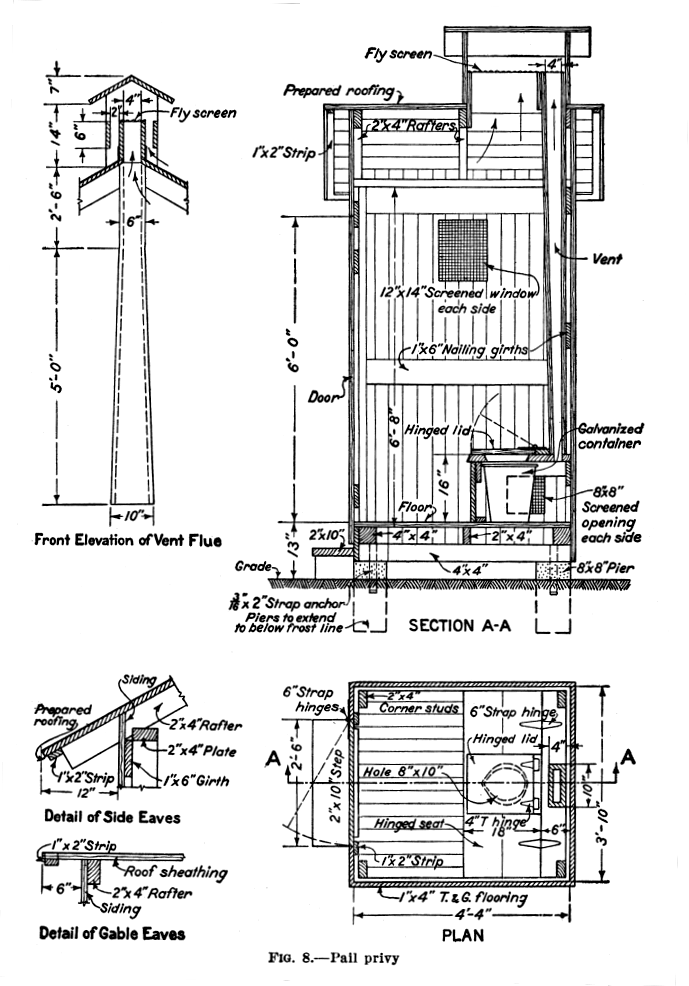 7"
14"
6"
2"
4"
Fly screen
2'-6"
6"
5'-0"
10"
Front Elevation of Vent Flue
Fly screen
4"
Prepared roofing
2"x4" Rafters
1"x2" Strip
Vent
12"x14" Screened window
each side
1"x6" Nailing girths
6'-0"
Door
6'-8"
Hinged lid
Galvanized
container
16"
8"x8"
Screened
opening
each side
Floor
13"
2"x10"
4"x4"
2"x4"
Grade
4"x4"
8"x8" Pier
3/16" x 2" Strap anchor
Piers to extend
to below frost line
SECTION A-A
Siding
Prepared
roofing
2"x4" Rafter
2"x4" Plate
1"x2" Strip
1"x6" Girth
12"
Detail of Side Eaves
1"x2" Strip
Roof sheathing
6"
2"x4" Rafter
Siding
Detail of Gable Eaves
6" Strap
hinges
2"x4"
Corner studs
6" Strap hinge
Hinged lid
A
A
2'-6"
2"x10" Step
4"
Hole 8"x10"
10"
3'-10"
Hinged seat
4" T hinge
18"
6"
1"x2" Strip
1"x4" T. & G. flooring
4'-4"
PLAN
FIG. 8.—Pail privy